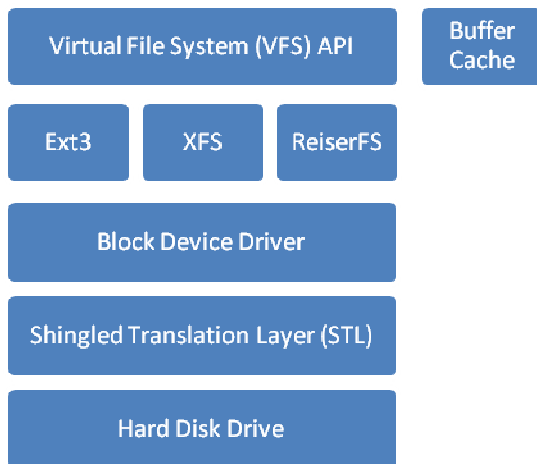 Virtual File System (VFS) API
Buffer
Cache
Ext3
XFS
ReiserFS
Block Device Driver
Shingled Translation Layer (STL)
Hard Disk Drive